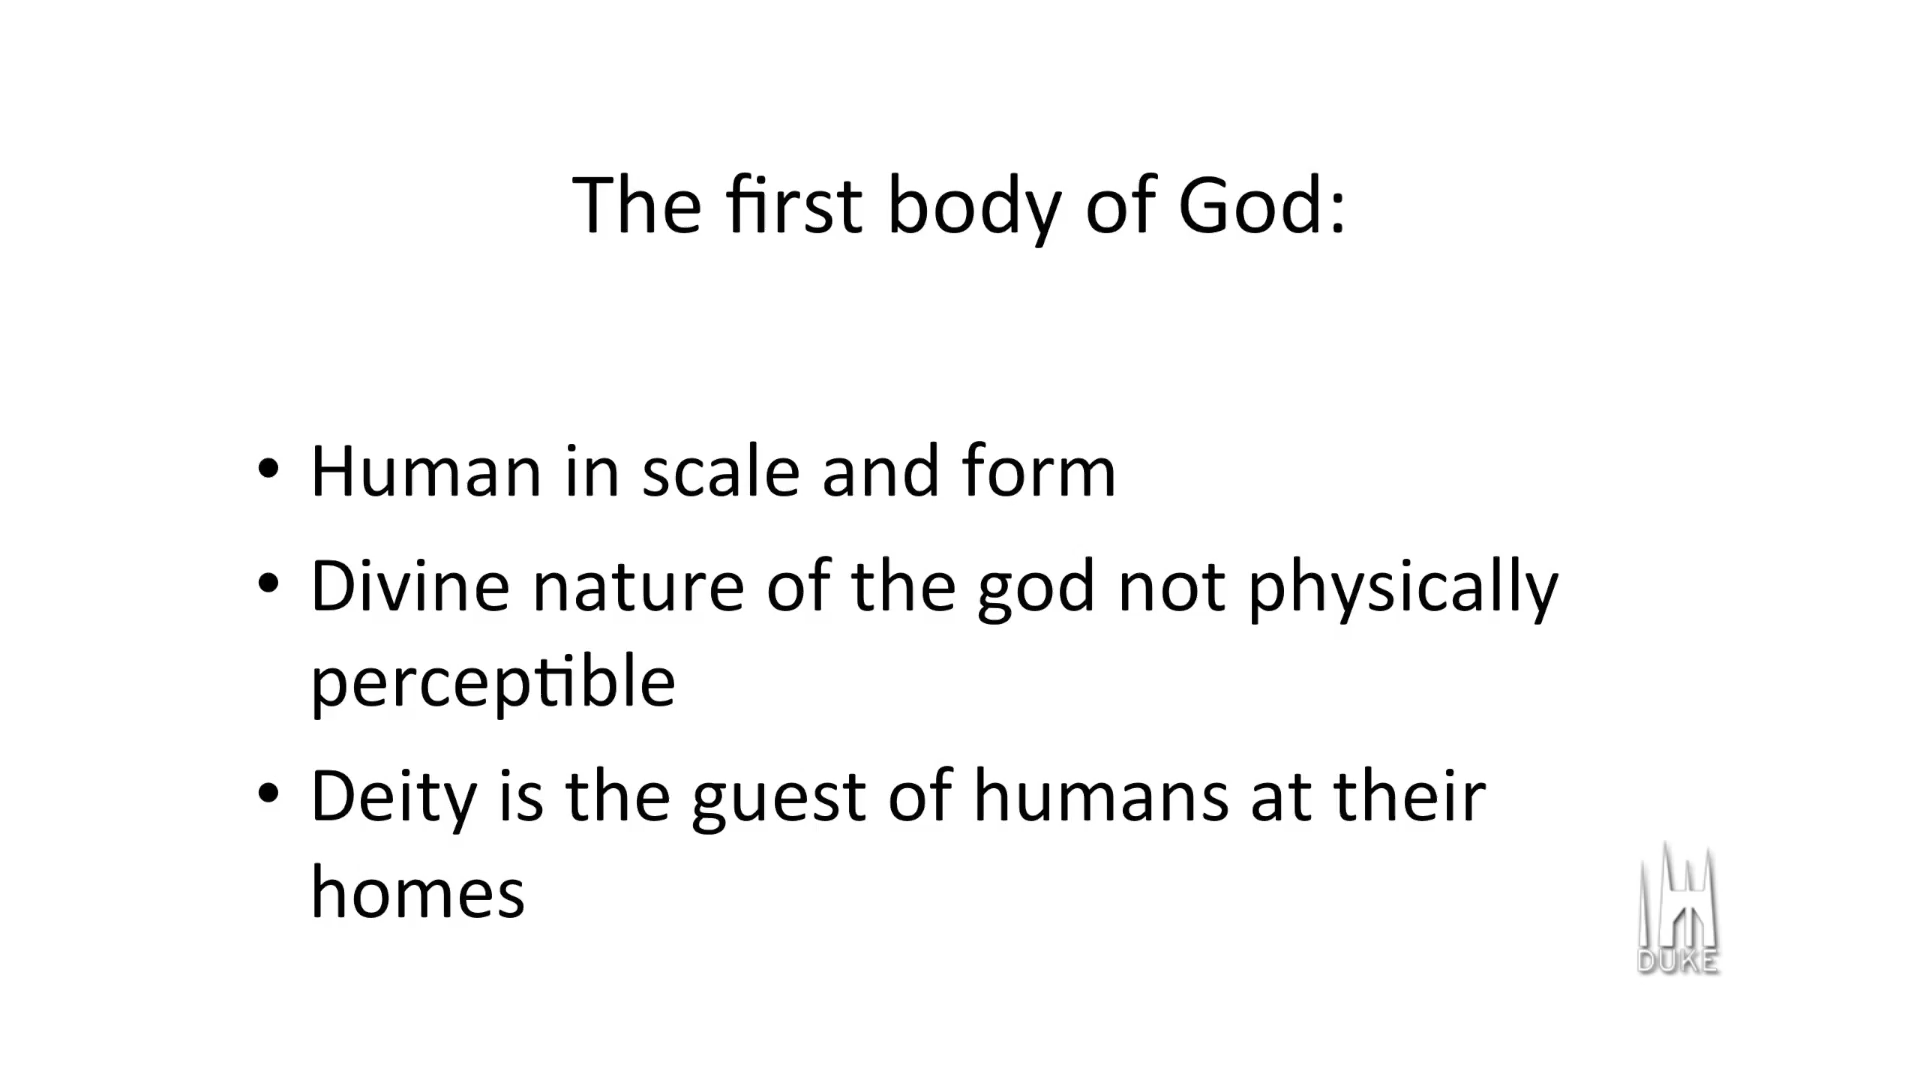 The first body of God:
• Human in scale and form
• Divine nature of the god not physically
perceptible
• Deity is the guest of humans at their
homes
DUKE